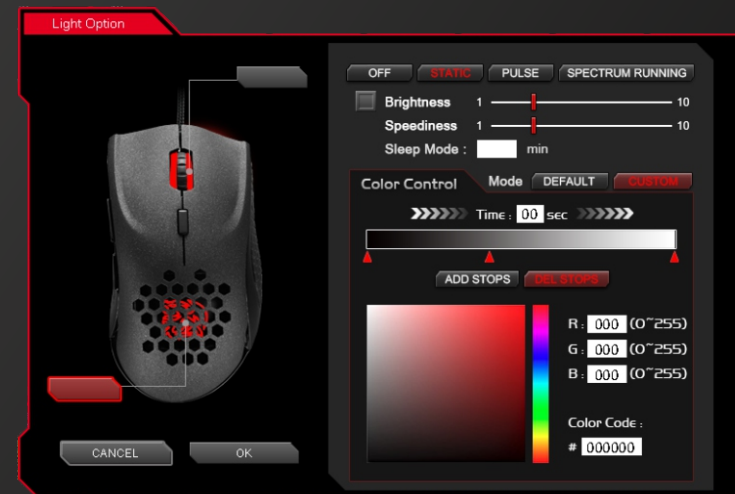 Light Option
OFF STATIC PULSE SPECTRUM RUNNING
Brightness 1 10
Speediness 1 10
Sleep Mode : min
Color Control Mode DEFAULT CUSTOM
Time : 00 sec
ADD STOPS DEL STOPS
R : 000 (0~255)
G : 000 (0~255)
B : 000 (0~255)
Color Code :
# 000000
CANCEL OK